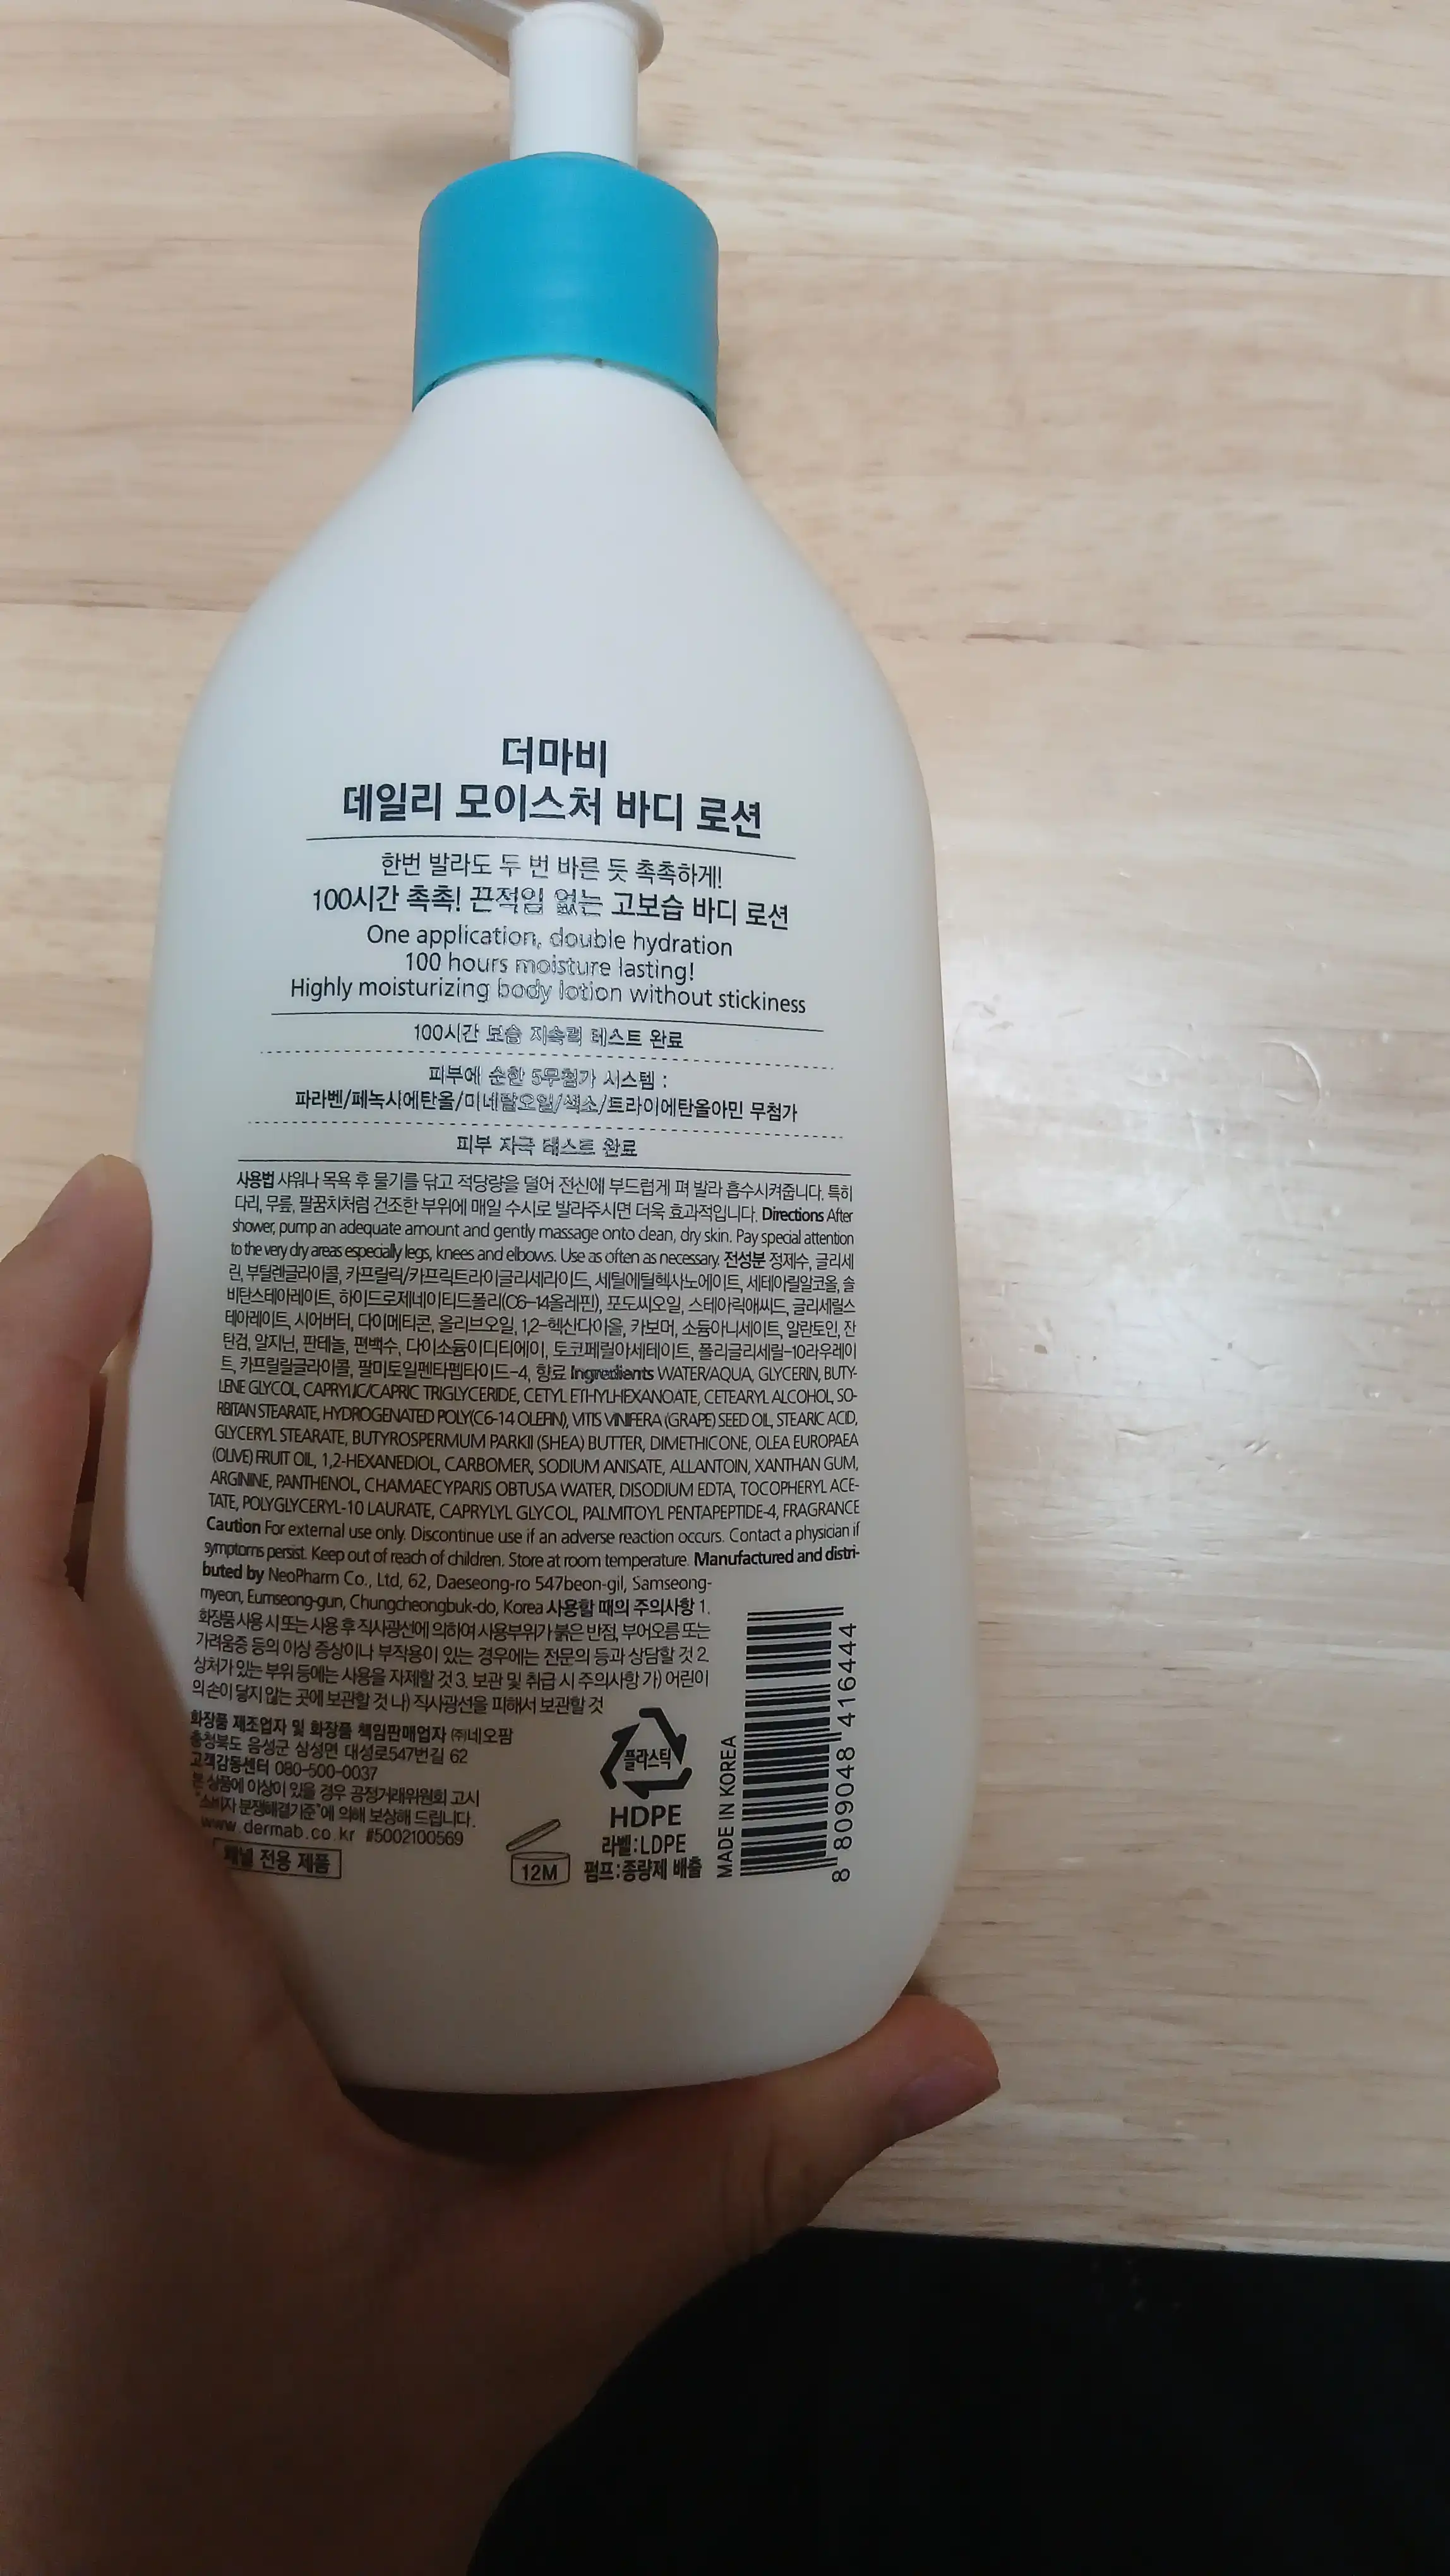 더마비
데일리 모이스처 바디 로션
한번 발라도 두 번 바른 듯 촉촉하게!
100시간 촉촉! 끈적임 없는 고보습 바디 로션
One application, double hydration
100 hours moisture lasting!
Highly moisturizing body lotion without stickiness
100시간 보습 지속력 테스트 완료
피부에 순한 5무첨가 시스템 :
파라벤/페녹시에탄올/미네랄오일/색소/트라이에탄올아민 무첨가
피부 자극 테스트 완료
사용법 샤워나 목욕 후 물기를 닦고 적당량을 덜어 전신에 부드럽게 펴 발라 흡수시켜줍니다. 특히
다리, 무릎, 팔꿈치처럼 건조한 부위에 매일 수시로 발라주시면 더욱 효과적입니다. Directions After
shower, pump an adequate amount and gently massage onto clean, dry skin. Pay special attention
to the very dry areas especially legs, knees and elbows. Use as often as necessary. 전성분 정제수, 글리세
린, 부틸렌글라이콜, 카프릴릭/카프릭트라이글리세라이드, 세틸에틸헥사노에이트, 세테아릴알코올, 솔
비탄스테아레이트, 하이드로제네이티드폴리(C6-14올레핀), 포도씨오일, 스테아릭애씨드, 글리세릴스
테아레이트, 시어버터, 다이메티콘, 올리브오일, 1,2-헥산다이올, 카보머, 소듐아니세이트, 알란토인, 잔
탄검, 알지닌, 판테놀, 편백수, 다이소듐이디티에이, 토코페릴아세테이트, 폴리글리세릴-10라우레이
트, 카프릴릴글라이콜, 팔미토일펜타펩타이드-4, 향료 Ingredients WATER/AQUA, GLYCERIN, BUTY-
LENE GLYCOL, CAPRYLIC/CAPRIC TRIGLYCERIDE, CETYL ETHYLHEXANOATE, CETEARYL ALCOHOL, SO-
RBITAN STEARATE, HYDROGENATED POLY(C6-14 OLEFIN), VITIS VINIFERA (GRAPE) SEED OIL, STEARIC ACID,
GLYCERYL STEARATE, BUTYROSPERMUM PARKII (SHEA) BUTTER, DIMETHICONE, OLEA EUROPAEA
(OLIVE) FRUIT OIL, 1,2-HEXANEDIOL, CARBOMER, SODIUM ANISATE, ALLANTOIN, XANTHAN GUM,
ARGININE, PANTHENOL, CHAMAECYPARIS OBTUSA WATER, DISODIUM EDTA, TOCOPHERYL ACE-
TATE, POLYGLYCERYL-10 LAURATE, CAPRYLYL GLYCOL, PALMITOYL PENTAPEPTIDE-4, FRAGRANCE
Caution For external use only. Discontinue use if an adverse reaction occurs. Contact a physician if
symptoms persist. Keep out of reach of children. Store at room temperature. Manufactured and distri-
buted by NeoPharm Co., Ltd, 62, Daeseong-ro 547beon-gil, Samseong-
myeon, Eumseong-gun, Chungcheongbuk-do, Korea 사용할 때의 주의사항 1.
화장품 사용 시 또는 사용 후 직사광선에 의하여 사용부위가 붉은 반점, 부어오름 또는
가려움증 등의 이상 증상이나 부작용이 있는 경우에는 전문의 등과 상담할 것 2.
상처가 있는 부위 등에는 사용을 자제할 것 3. 보관 및 취급 시 주의사항 가) 어린이
의 손이 닿지 않는 곳에 보관할 것 나) 직사광선을 피해서 보관할 것
화장품 제조업자 및 화장품 책임판매업자 ㈜네오팜
충청북도 음성군 삼성면 대성로547번길 62
고객감동센터 080-500-0037
본 상품에 이상이 있을 경우 공정거래위원회 고시
"소비자 분쟁해결기준"에 의해 보상해 드립니다.
www.dermab.co.kr #5002100569
패널 전용 제품
12M
플라스틱
HDPE
라벨:LDPE
펌프:종량제 배출
MADE IN KOREA
8 809048 416444